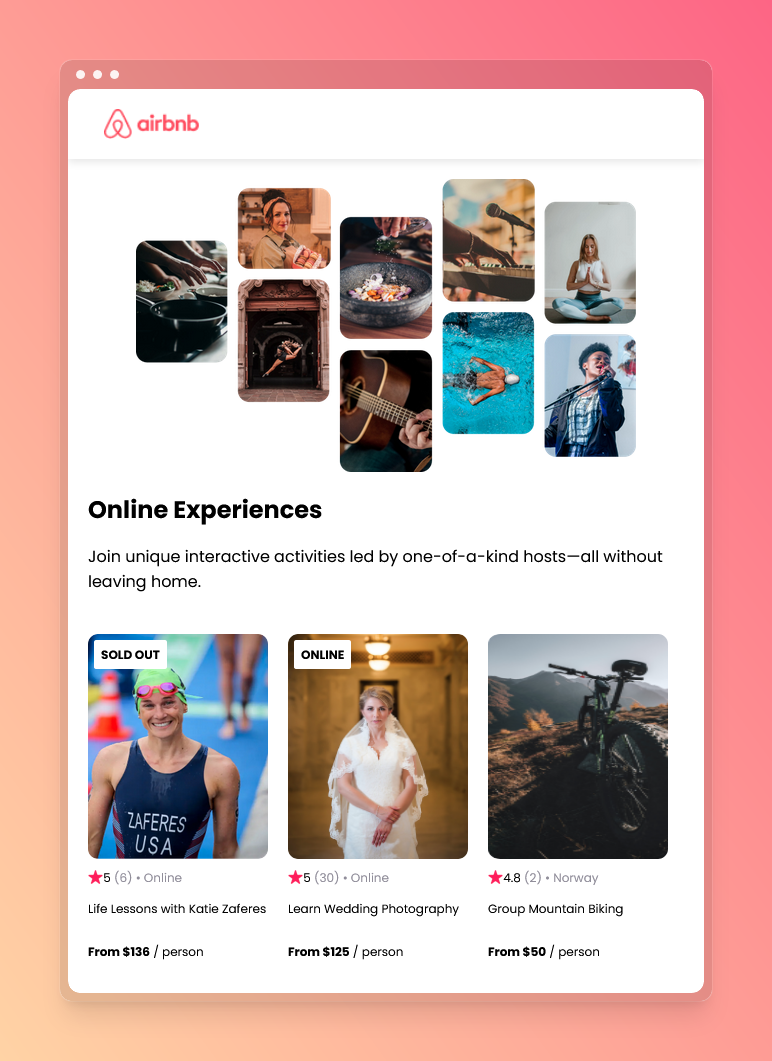 airbnb
Online Experiences
Join unique interactive activities led by one-of-a-kind hosts—all without
leaving home.
SOLD OUT
ZAFERES
USA
5 (6) • Online
Life Lessons with Katie Zaferes
From $136 / person
ONLINE
5 (30) • Online
Learn Wedding Photography
From $125 / person
4.8 (2) • Norway
Group Mountain Biking
From $50 / person